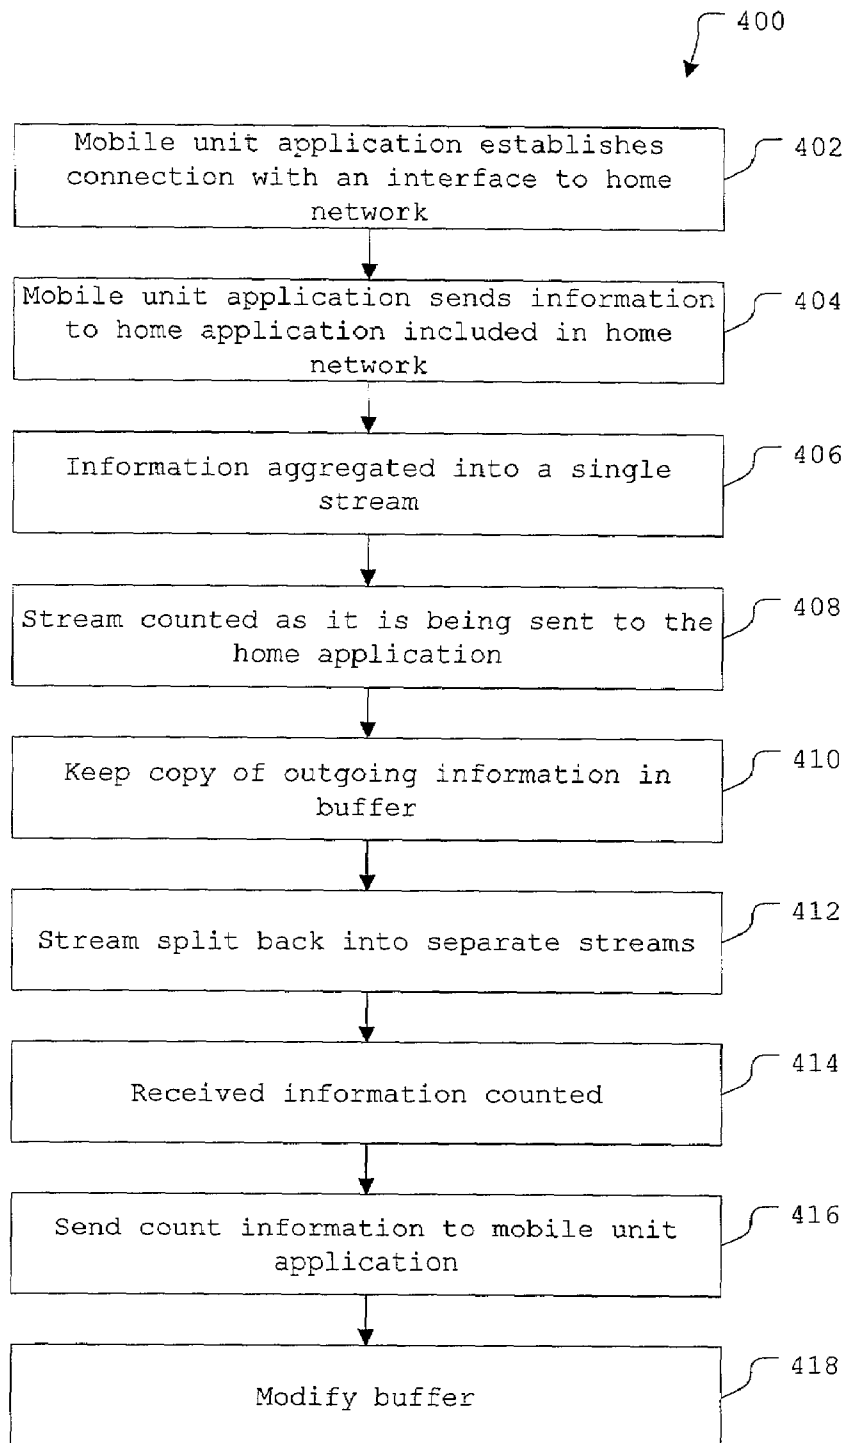 400
Mobile unit application establishes
connection with an interface to home
network
402
Mobile unit application sends information
to home application included in home
network
404
Information aggregated into a single
stream
406
Stream counted as it is being sent to the
home application
408
Keep copy of outgoing information in
buffer
410
Stream split back into separate streams
412
Received information counted
414
Send count information to mobile unit
application
416
Modify buffer
418